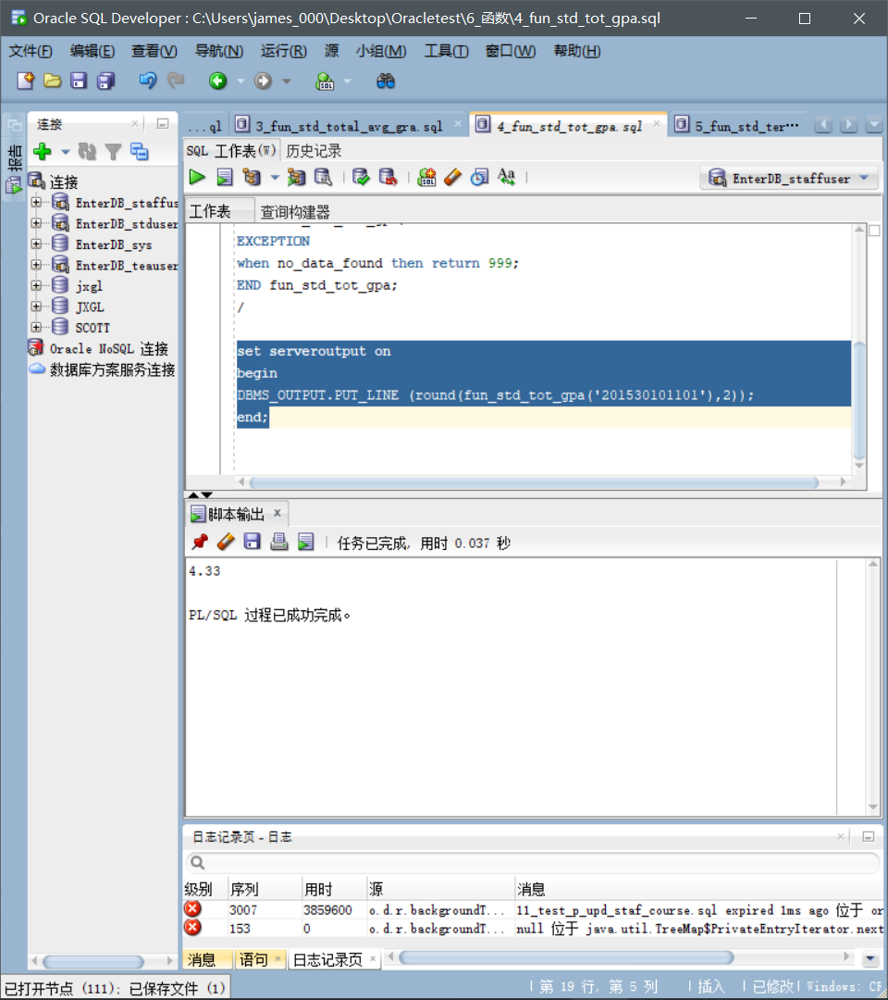 Oracle SQL Developer : C:\Users\james_000\Desktop\Oracletest\6_函数\4_fun_std_tot_gpa.sql
文件(F) 编辑(E) 查看(V) 导航(N) 运行(R) 源 小组(M) 工具(T) 窗口(W) 帮助(H)
报告
连接
连接
EnterDB_staffus
EnterDB_stduser
EnterDB_sys
EnterDB_teauser
jxgl
JXGL
SCOTT
Oracle NoSQL 连接
数据库方案服务连接
...ql 3_fun_std_total_avg_gra.sql 4_fun_std_tot_gpa.sql 5_fun_std_ter...
SQL 工作表(W) 历史记录
EnterDB_staffuser
工作表 查询构建器
EXCEPTION
when no_data_found then return 999;
END fun_std_tot_gpa;
/
set serveroutput on
begin
DBMS_OUTPUT.PUT_LINE (round(fun_std_tot_gpa('201530101101'),2));
end;
脚本输出
任务已完成, 用时 0.037 秒
4.33
PL/SQL 过程已成功完成。
日志记录页 - 日志
级别 序列 用时 源 消息
3007 3859600 o.d.r.backgroundT... 11_test_p_upd_staf_course.sql expired 1ms ago 位于 or
153 0 o.d.r.backgroundT... null 位于 java.util.TreeMap$PrivateEntryIterator.next
消息 语句 日志记录页
已打开节点 (111); 已保存文件 (1) 第 19 行, 第 5 列 插入 已修改 Windows: CR